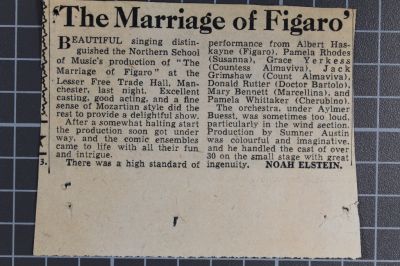 'The Marriage of Figaro'
BEAUTIFUL singing distin-
guished the Northern School
of Music's production of "The
Marriage of Figaro at the
Lesser Free Trade Hall, Man-
chester, last night. Excellent
casting, good acting, and a fine
sense of Mozartian style did the
rest to provide a delightful show.
After a somewhat halting start
the production soon got under
way, and the comic ensembles
came to life with all their fun
and intrigue.
There was a high standard of
performance from Albert Has-
kayne (Figaro), Pamela Rhodes
(Susanna), Grace Yerkess
(Countess Almaviva), Jack
Grimshaw (Count Almaviva),
Donald Rutter (Doctor Bartolo),
Mary Bennett (Marcellina), and
Pamela Whittaker (Cherubino).
The orchestra, under Aylmer
Buesst, was sometimes too loud,
particularly in the wind section.
Production by Sumner Austin
was colourful and imaginative,
and he handled the cast of over
30 on the small stage with great
ingenuity. NOAH ELSTEIN.